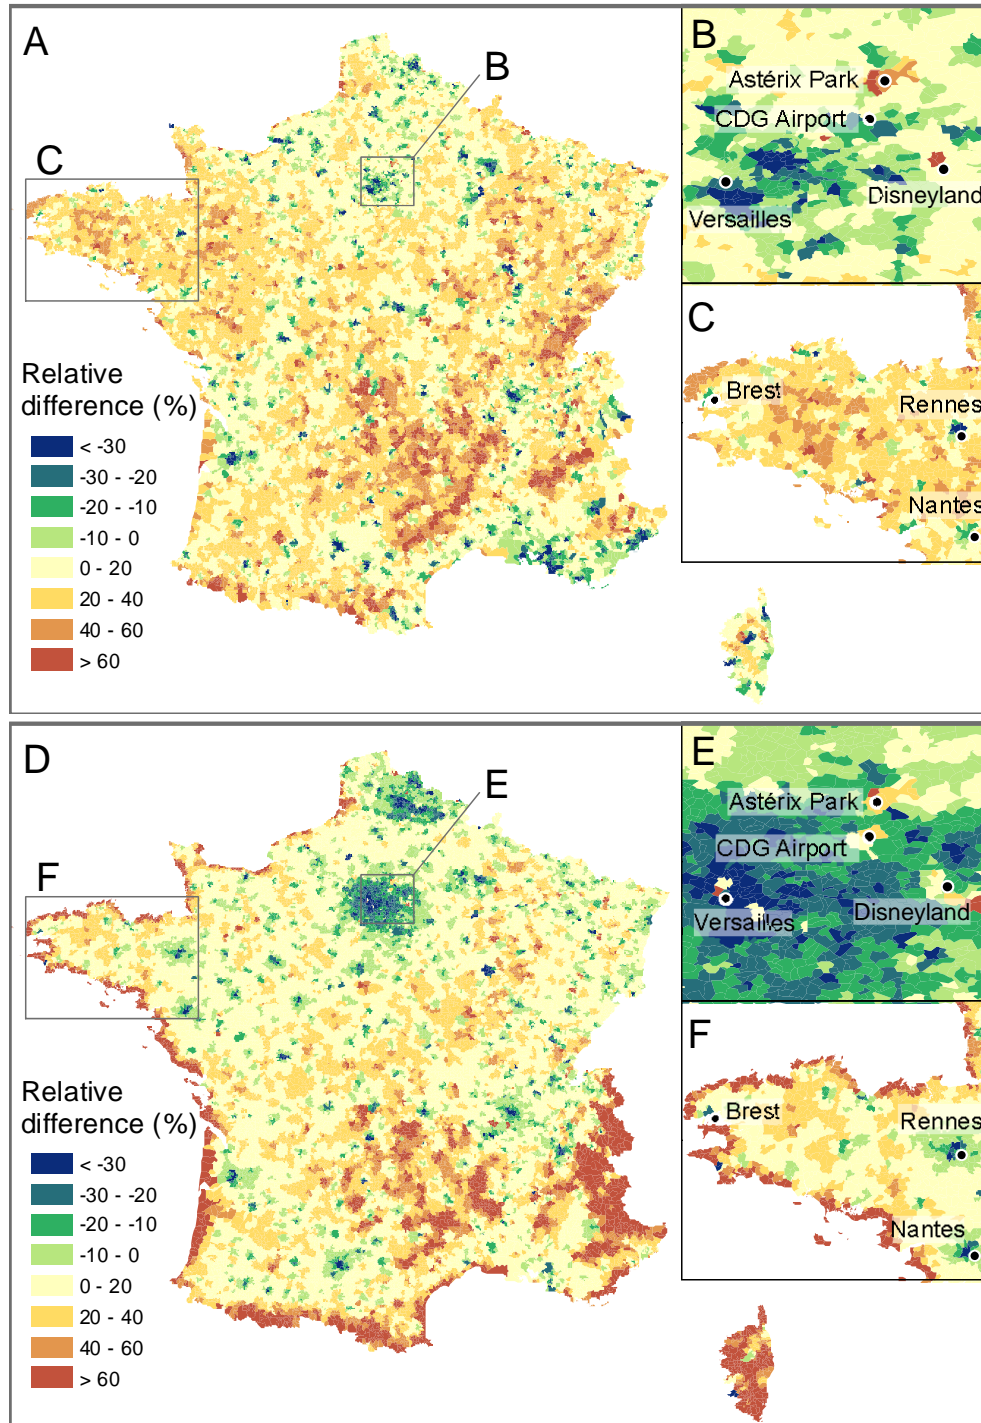 A
B
C
Relative
difference (%)
< -30
-30 - -20
-20 - -10
-10 - 0
0 - 20
20 - 40
40 - 60
> 60
B
Astérix Park
CDG Airport
Disneyland
Versailles
C
Brest
Rennes
Nantes
D
E
F
Relative
difference (%)
< -30
-30 - -20
-20 - -10
-10 - 0
0 - 20
20 - 40
40 - 60
> 60
E
Astérix Park
CDG Airport
Disneyland
Versailles
F
Brest
Rennes
Nantes